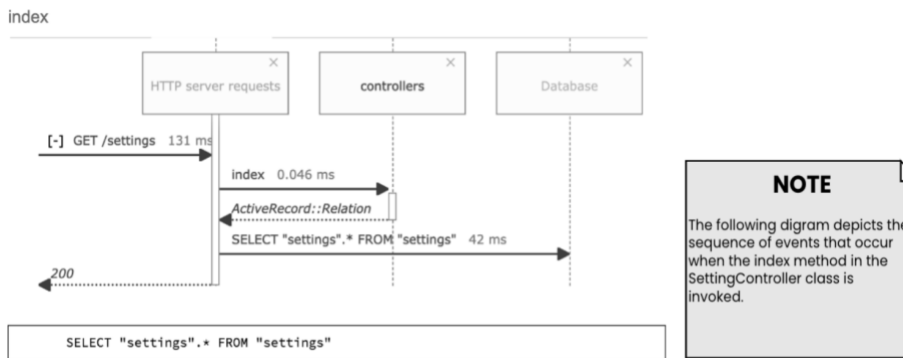 index
HTTP server requests
controllers
Database
[-] GET /settings 131 ms
index 0.046 ms
ActiveRecord::Relation
SELECT "settings".* FROM "settings" 42 ms
200
SELECT "settings".* FROM "settings"
NOTE
The following digram depicts the
sequence of events that occur
when the index method in the
SettingController class is
invoked.